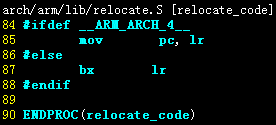 arch/arm/lib/relocate.S [relocate_code]
84 #ifdef __ARM_ARCH_4__
85 mov pc, lr
86 #else
87 bx lr
88 #endif
89
90 ENDPROC(relocate_code)